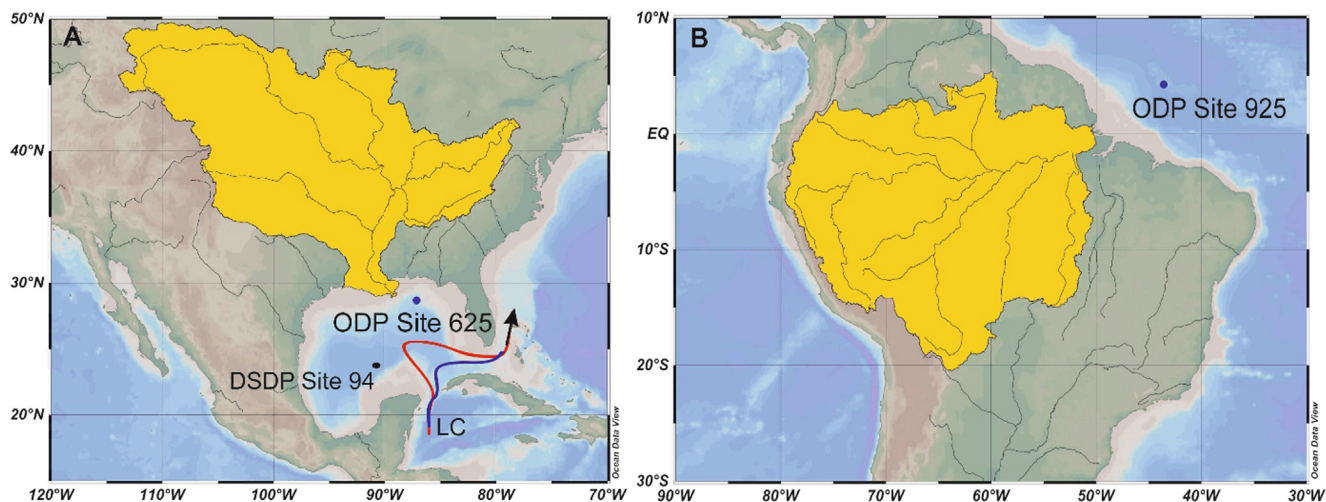 A
50°N
40°N
30°N
20°N
ODP Site 625
DSDP Site 94
LC
Ocean Data View
120°W
110°W
100°W
90°W
80°W
70°W
B
10°N
EQ
10°S
20°S
30°S
ODP Site 925
Ocean Data View
90°W
80°W
70°W
60°W
50°W
40°W
30°W